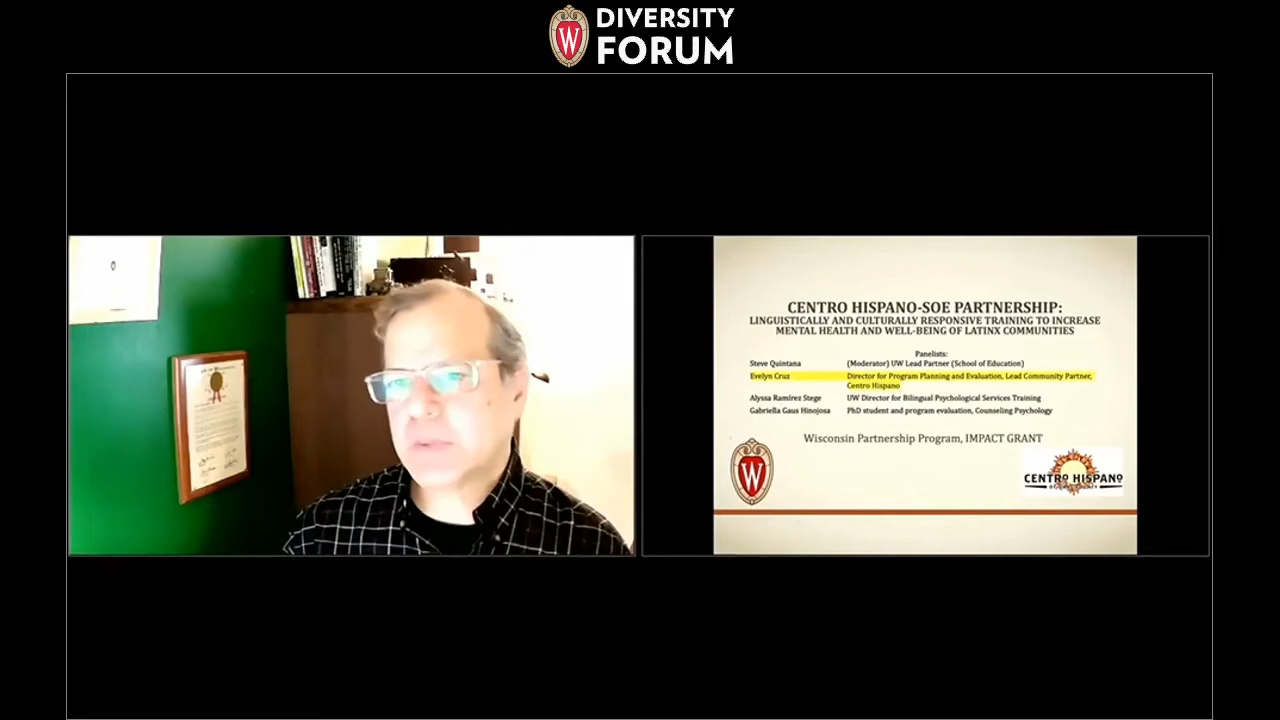 DIVERSITY
FORUM
W
CENTRO HISPANO-SOE PARTNERSHIP:
LINGUISTICALLY AND CULTURALLY RESPONSIVE TRAINING TO INCREASE
MENTAL HEALTH AND WELL-BEING OF LATINX COMMUNITIES
Panelists:
Steve Quintana (Moderator) UW Lead Partner (School of Education)
Evelyn Cruz Director for Program Planning and Evaluation, Lead Community Partner,
Centro Hispano
Alyssa Ramírez Stege UW Director for Bilingual Psychological Services Training
Gabriella Gaus Hinojosa PhD student and program evaluation, Counseling Psychology
Wisconsin Partnership Program, IMPACT GRANT
W
CENTRO HISPANO